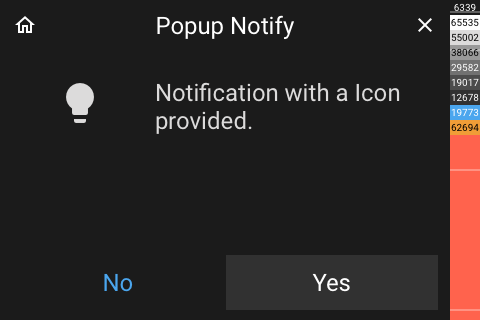 Popup Notify
Notification with a Icon
provided.
No
Yes
6339
65535
55002
38066
29582
19017
12678
19773
62694